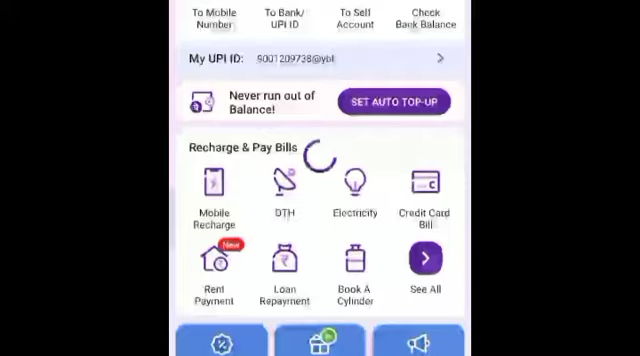 To Mobile Number
To Bank/ UPI ID
To Self Account
Check Bank Balance
My UPI ID: 9001209738@ybl
Never run out of
Balance!
SET AUTO TOP-UP
Recharge & Pay Bills
Mobile Recharge
DTH
Electricity
Credit Card Bill
New
Rent Payment
Loan Repayment
Book A Cylinder
See All